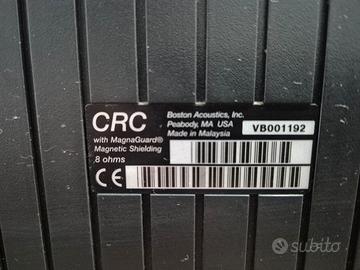 CRC
with MagnaGuard®
Magnetic Shielding
8 ohms
CE
Boston Acoustics, Inc.
Peabody, MA USA
Made in Malaysia
VB001192
subito